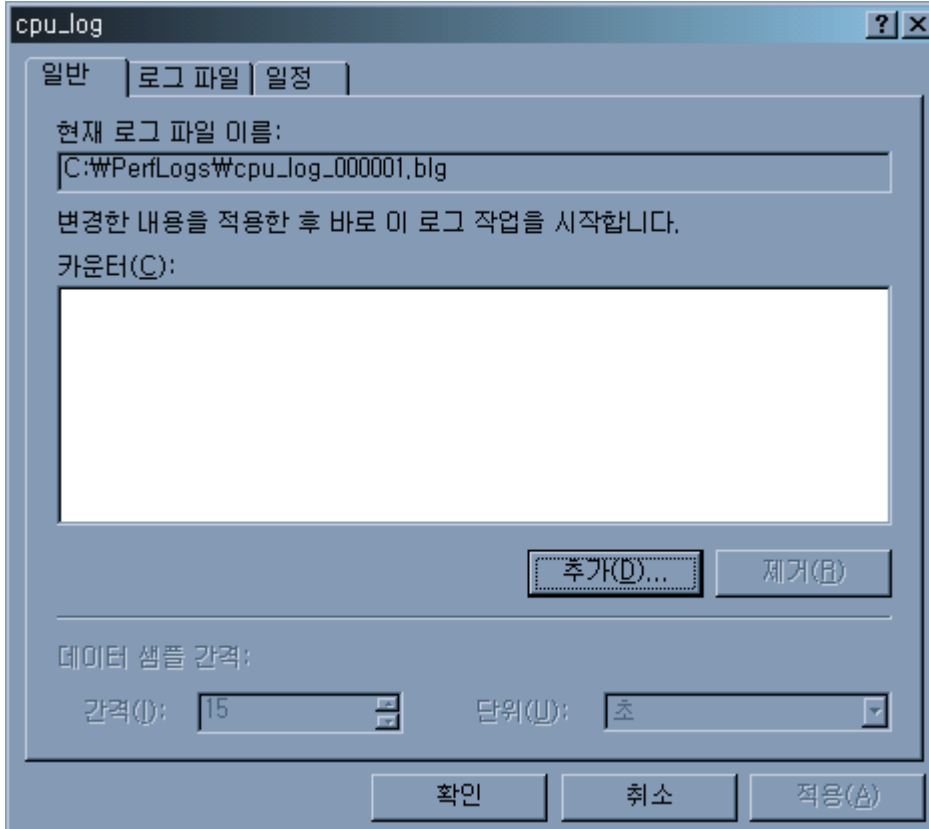 cpu_log
일반 로그 파일 일정
현재 로그 파일 이름:
C:₩PerfLogs₩cpu_log_000001.blg
변경한 내용을 적용한 후 바로 이 로그 작업을 시작합니다.
카운터(C):
추가(D)... 제거(R)
데이터 샘플 간격:
간격(I): 15 단위(U): 초
확인 취소 적용(A)